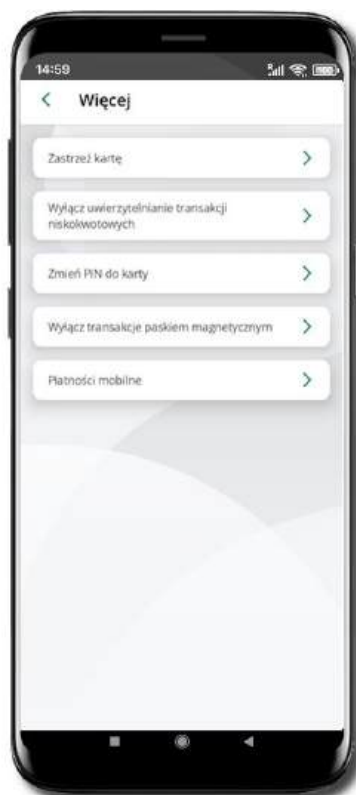 14:59
Więcej
Zastrzeż kartę
Wyłącz uwierzytelnianie transakcji
niskokwotowych
Zmień PIN do karty
Wyłącz transakcje paskiem magnetycznym
Płatności mobilne